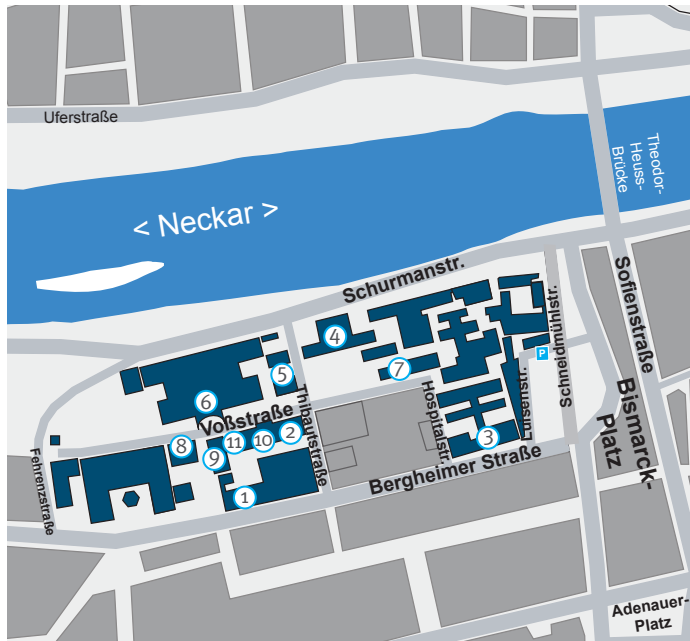 Uferstraße
Theodor-
Heuss-
Brücke
< Neckar >
Schurmanstr.
Sofienstraße
Schneidmühlstr.
4
P
7
5
6
Luisenstr.
Hospitalstr.
Thibautstraße
Voßstraße
Bismarck-
Platz
2
3
8
11
10
9
Fehrenzstraße
Bergheimer Straße
1
Adenauer-
Platz